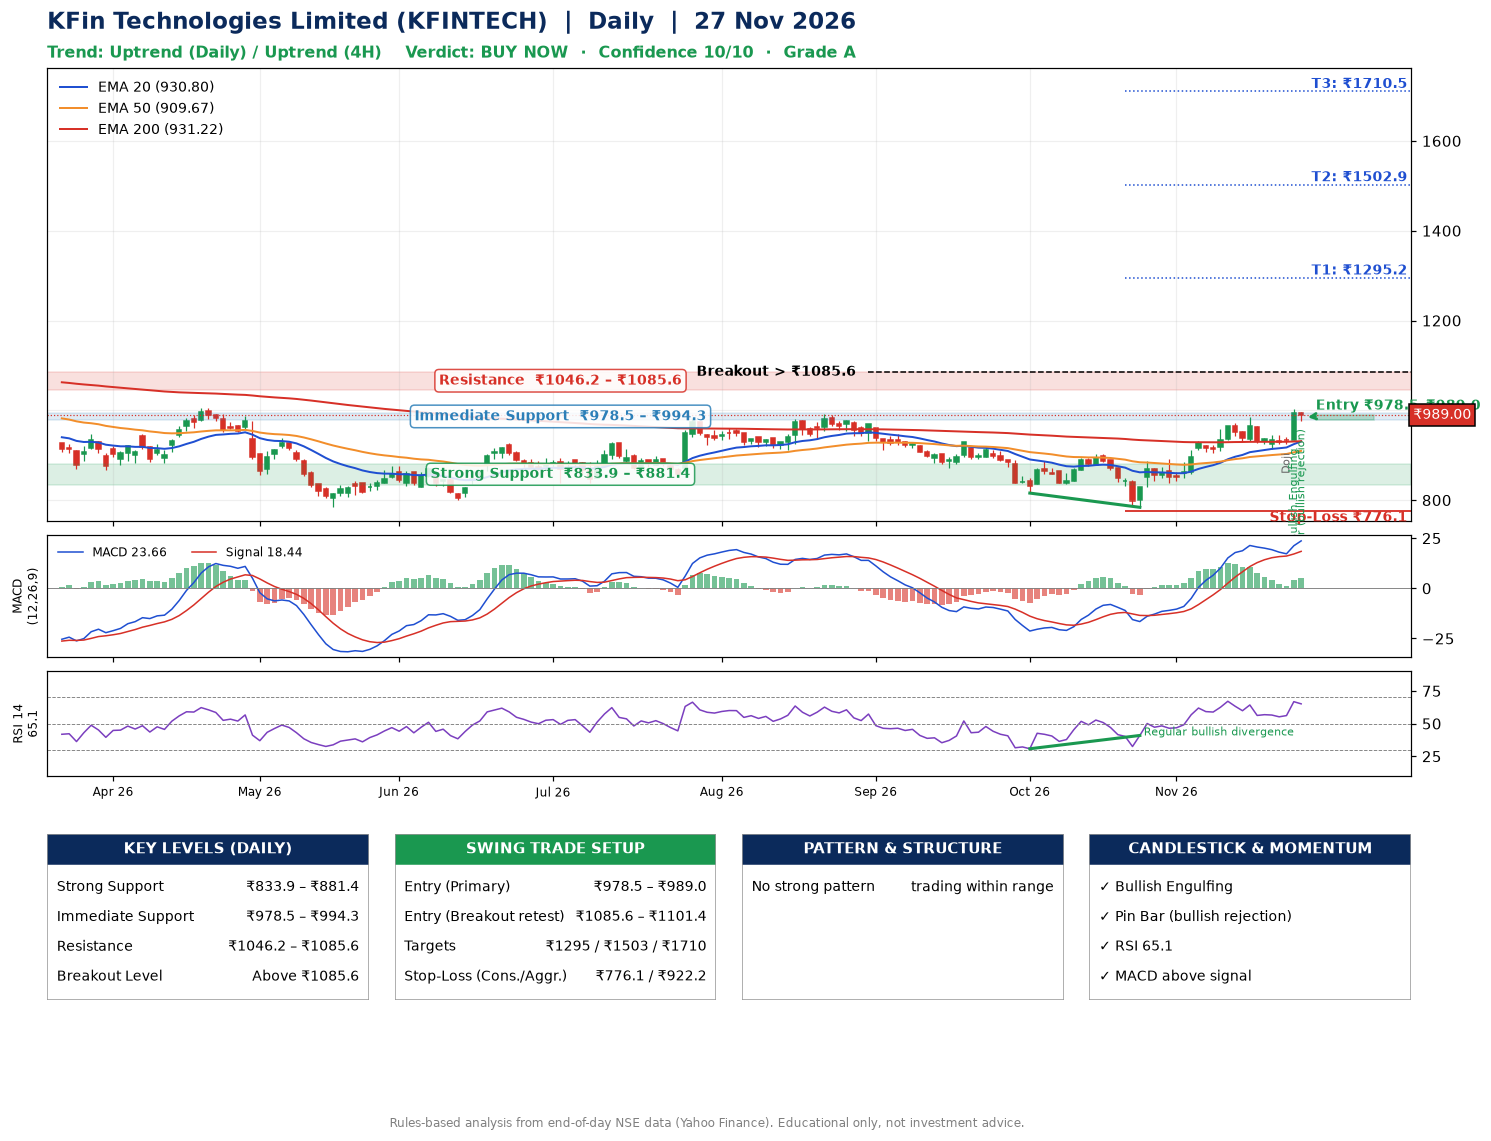 KFin Technologies Limited (KFINTECH) | Daily | 27 Nov 2026
Trend: Uptrend (Daily) / Uptrend (4H) Verdict: BUY NOW · Confidence 10/10 · Grade A
EMA 20 (930.80)
EMA 50 (909.67)
EMA 200 (931.22)
T3: ₹1710.5
T2: ₹1502.9
T1: ₹1295.2
1600
1400
1200
800
Resistance ₹1046.2 – ₹1085.6
Breakout > ₹1085.6
Immediate Support ₹978.5 – ₹994.3
Strong Support ₹833.9 – ₹881.4
Entry ₹978.5
₹989.00
Stop-Loss ₹776.1
MACD 23.66
Signal 18.44
MACD
(12,26,9)
25
0
−25
RSI 14
65.1
75
50
25
Regular bullish divergence
Apr 26
May 26
Jun 26
Jul 26
Aug 26
Sep 26
Oct 26
Nov 26
KEY LEVELS (DAILY)
Strong Support ₹833.9 – ₹881.4
Immediate Support ₹978.5 – ₹994.3
Resistance ₹1046.2 – ₹1085.6
Breakout Level Above ₹1085.6
SWING TRADE SETUP
Entry (Primary) ₹978.5 – ₹989.0
Entry (Breakout retest) ₹1085.6 – ₹1101.4
Targets ₹1295 / ₹1503 / ₹1710
Stop-Loss (Cons./Aggr.) ₹776.1 / ₹922.2
PATTERN & STRUCTURE
No strong pattern trading within range
CANDLESTICK & MOMENTUM
✓ Bullish Engulfing
✓ Pin Bar (bullish rejection)
✓ RSI 65.1
✓ MACD above signal
Rules-based analysis from end-of-day NSE data (Yahoo Finance). Educational only, not investment advice.